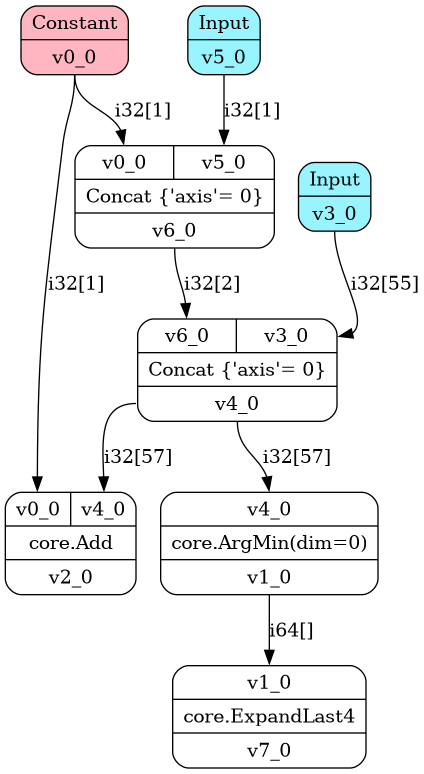 Constant
v0_0
Input
v5_0
i32[1]
i32[1]
v0_0
v5_0
Concat {'axis'= 0}
v6_0
Input
v3_0
i32[1]
i32[2]
i32[55]
v6_0
v3_0
Concat {'axis'= 0}
v4_0
i32[57]
i32[57]
v0_0
v4_0
core.Add
v2_0
v4_0
core.ArgMin(dim=0)
v1_0
i64[]
v1_0
core.ExpandLast4
v7_0